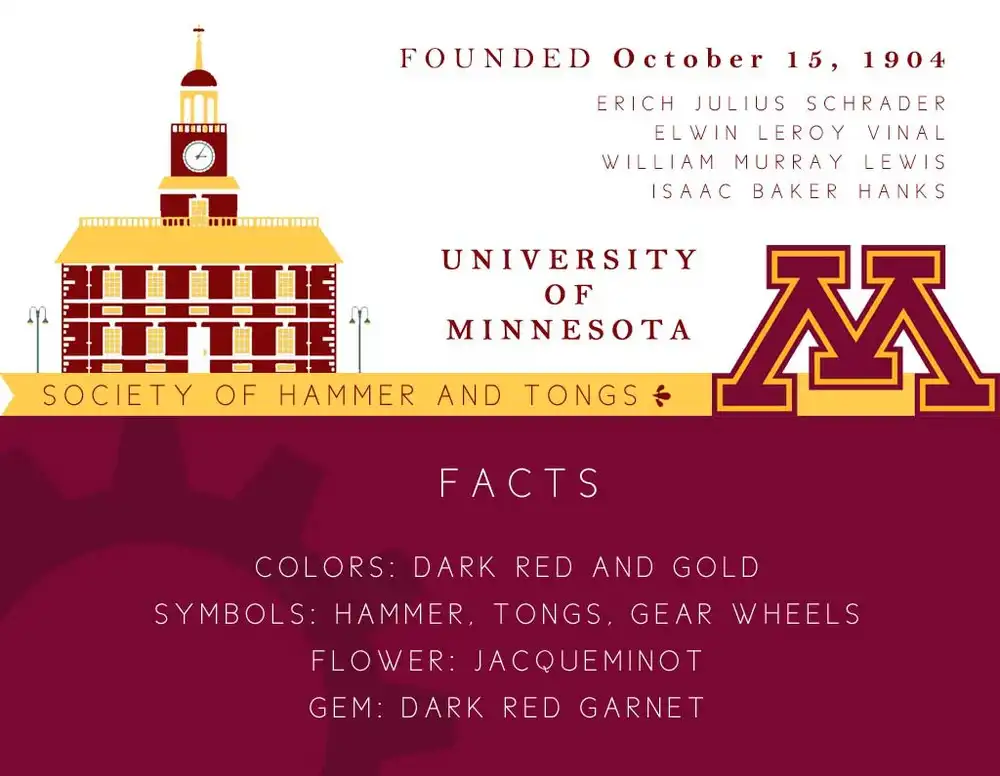 FOUNDED October 15, 1904
ERICH JULIUS SCHRADER
ELWIN LEROY VINAL
WILLIAM MURRAY LEWIS
ISAAC BAKER HANKS
UNIVERSITY
OF
MINNESOTA
M
SOCIETY OF HAMMER AND TONGS
FACTS
COLORS: DARK RED AND GOLD
SYMBOLS: HAMMER, TONGS, GEAR WHEELS
FLOWER: JACQUEMINOT
GEM: DARK RED GARNET